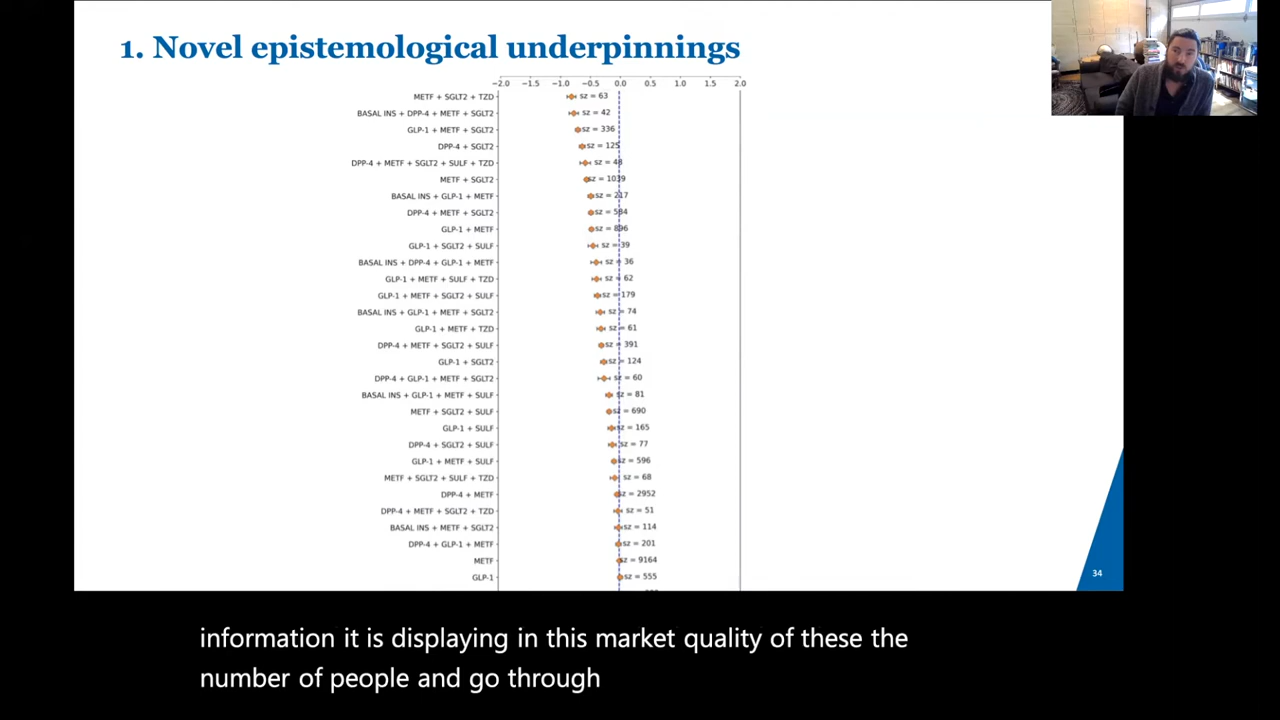 1. Novel epistemological underpinnings
−2.0 −1.5 −1.0 −0.5 0.0 0.5 1.0 1.5 2.0
METF + SGLT2 + TZD sz = 63
BASAL INS + DPP-4 + METF + SGLT2 sz = 42
GLP-1 + METF + SGLT2 sz = 336
DPP-4 + SGLT2 sz = 125
DPP-4 + METF + SGLT2 + SULF + TZD sz = 48
METF + SGLT2 sz = 1039
BASAL INS + GLP-1 + METF sz = 217
DPP-4 + METF + SGLT2 sz = 584
GLP-1 + METF sz = 896
GLP-1 + SGLT2 + SULF sz = 39
BASAL INS + DPP-4 + GLP-1 + METF sz = 36
GLP-1 + METF + SULF + TZD sz = 62
GLP-1 + METF + SGLT2 + SULF sz = 179
BASAL INS + GLP-1 + METF + SGLT2 sz = 74
GLP-1 + METF + TZD sz = 61
DPP-4 + METF + SGLT2 + SULF sz = 391
GLP-1 + SGLT2 sz = 124
DPP-4 + GLP-1 + METF + SGLT2 sz = 60
BASAL INS + GLP-1 + METF + SULF sz = 81
METF + SGLT2 + SULF sz = 690
GLP-1 + SULF sz = 165
DPP-4 + SGLT2 + SULF sz = 77
GLP-1 + METF + SULF sz = 596
METF + SGLT2 + SULF + TZD sz = 68
DPP-4 + METF sz = 2952
DPP-4 + METF + SGLT2 + TZD sz = 51
BASAL INS + METF + SGLT2 sz = 114
DPP-4 + GLP-1 + METF sz = 201
METF sz = 9164
GLP-1 sz = 555
34
information it is displaying in this market quality of these the
number of people and go through